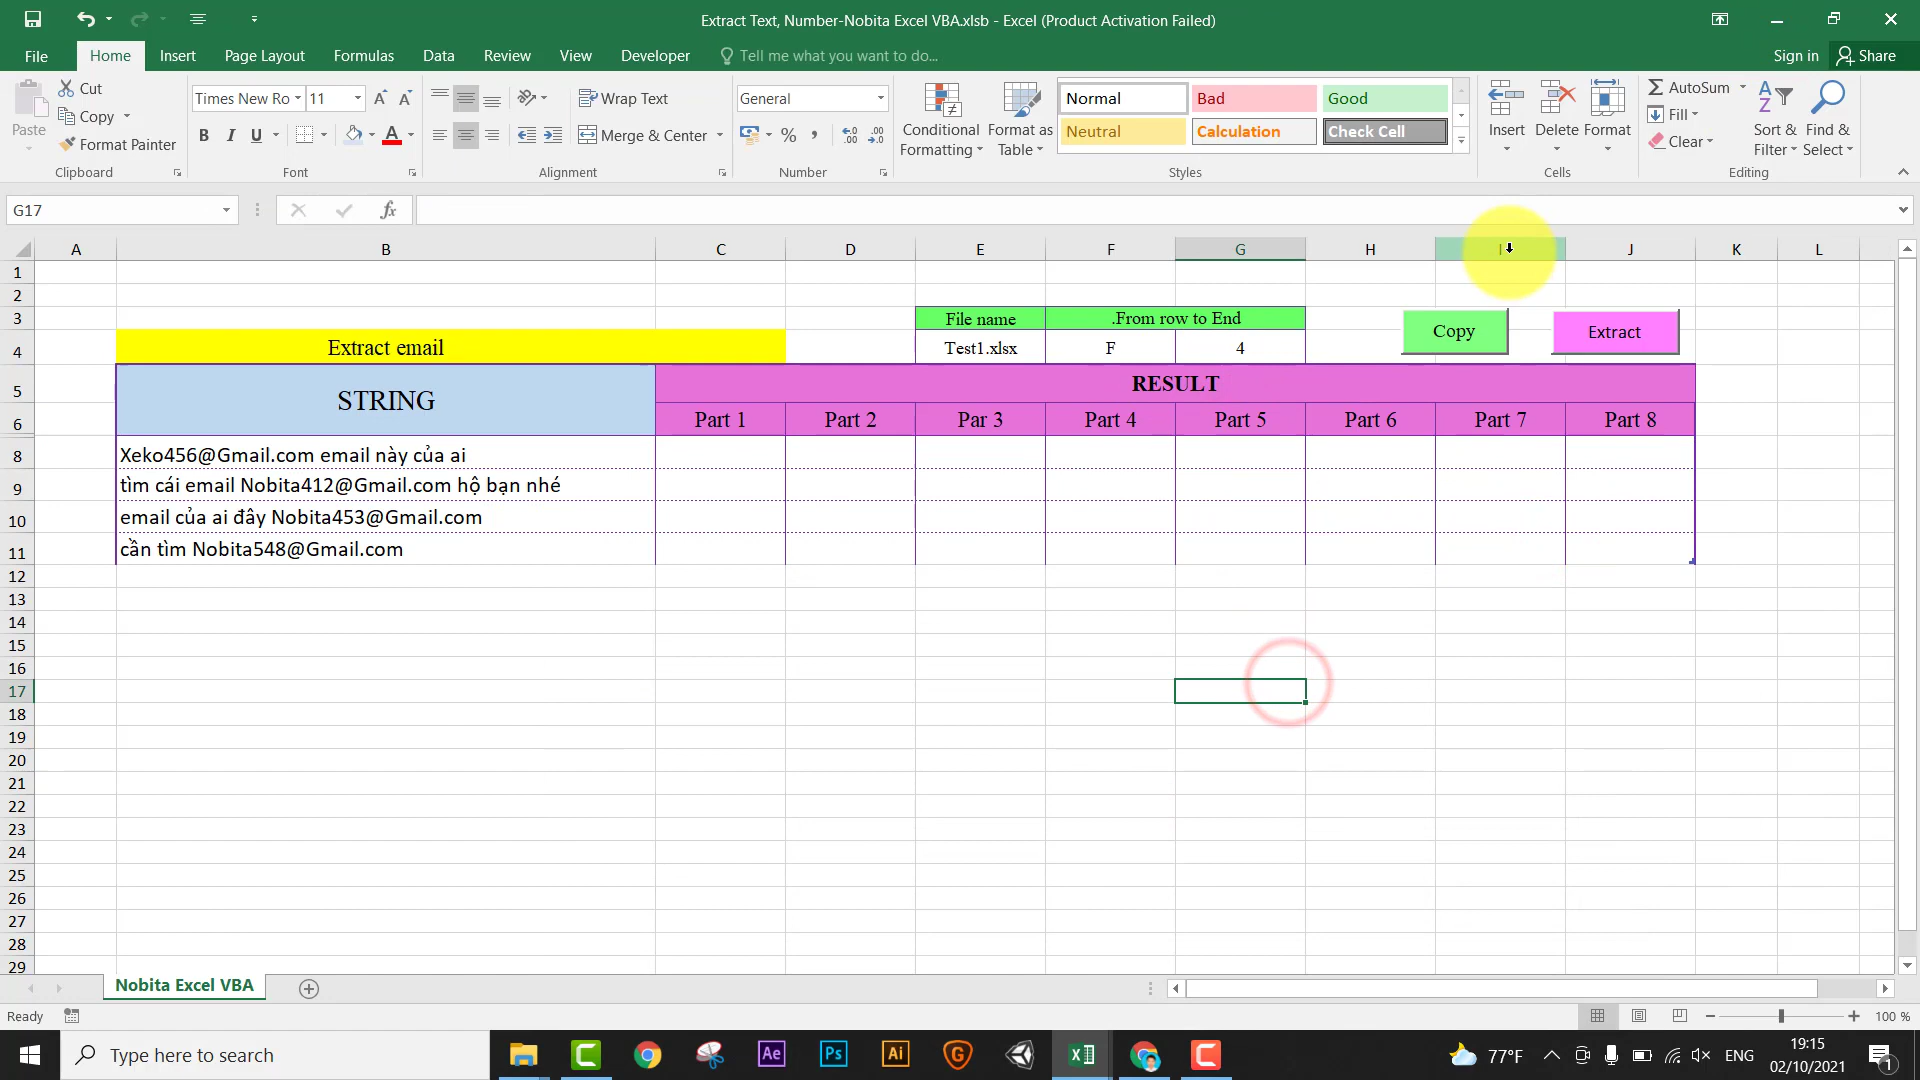 Extract Text, Number-Nobita Excel VBA.xlsb - Excel (Product Activation Failed)
File Home Insert Page Layout Formulas Data Review View Developer Tell me what you want to do... Sign in Share
Paste Cut Copy Format Painter Clipboard
Times New Ro 11 B I U A Font
Wrap Text Merge & Center Alignment
General % , Number
Conditional Formatting Format as Table
Normal Bad Good
Neutral Calculation Check Cell
Styles
Insert Delete Format Cells
AutoSum Fill Clear Sort & Filter Find & Select Editing
G17 fx
A B C D E F G H I J K L
1
2
3 File name .From row to End Copy Extract
4 Extract email Test1.xlsx F 4
5 STRING RESULT
6 Part 1 Part 2 Par 3 Part 4 Part 5 Part 6 Part 7 Part 8
8 Xeko456@Gmail.com email này của ai
9 tìm cái email Nobita412@Gmail.com hộ bạn nhé
10 email của ai đây Nobita453@Gmail.com
11 cần tìm Nobita548@Gmail.com
12
13
14
15
16
17
18
19
20
21
22
23
24
25
26
27
28
29
Nobita Excel VBA
Ready 100 %
Type here to search Ae Ps Ai 77°F ENG 19:15
02/10/2021 1